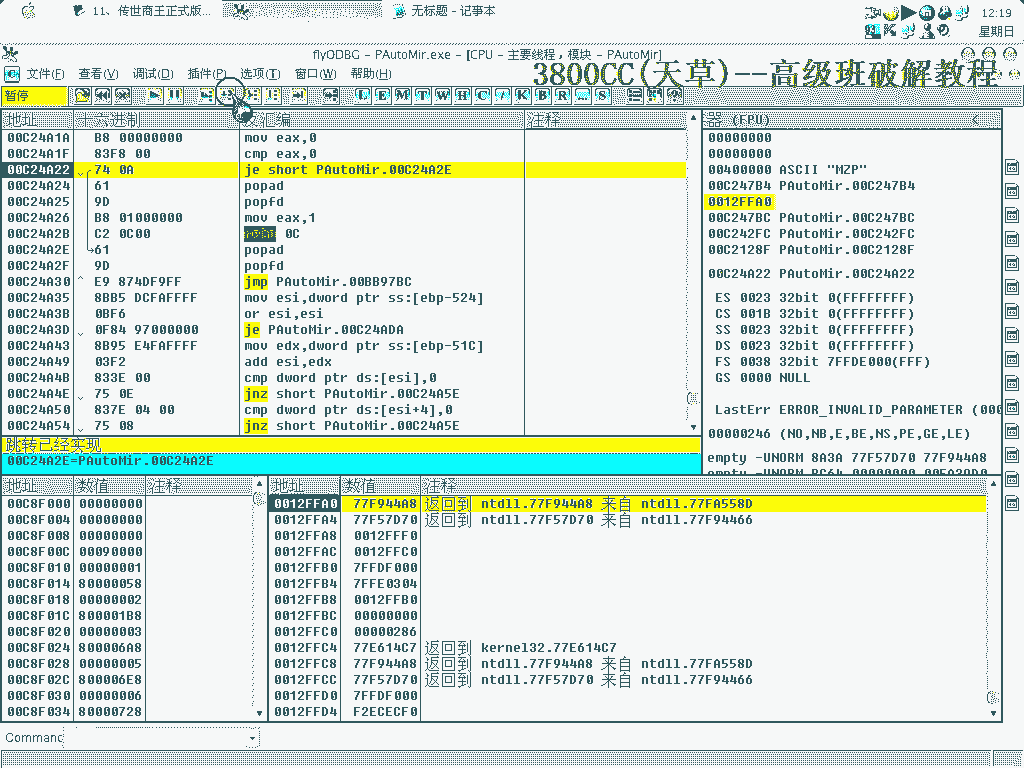 11、传世商王正式版...
无标题 - 记事本
12:19
星期日
flyODBG - PAutoMir.exe - [CPU - 主要线程, 模块 - PAutoMir]
文件(F) 查看(V) 调试(D) 插件(P) 选项(T) 窗口(W) 帮助(H)
3800CC(天草)--高级班破解教程
暂停
L E M T W H C / K B R ... S
地址 十六进制 反汇编 注释
00C24A1A B8 00000000 mov eax,0
00C24A1F 83F8 00 cmp eax,0
00C24A22 74 0A je short PAutoMir.00C24A2E
00C24A24 61 popad
00C24A25 9D popfd
00C24A26 B8 01000000 mov eax,1
00C24A2B C2 0C00 0C
00C24A2E 61 popad
00C24A2F 9D popfd
00C24A30 E9 874DF9FF jmp PAutoMir.00BB97BC
00C24A35 8BB5 DCFAFFFF mov esi,dword ptr ss:[ebp-524]
00C24A3B 0BF6 or esi,esi
00C24A3D 0F84 97000000 je PAutoMir.00C24ADA
00C24A43 8B95 E4FAFFFF mov edx,dword ptr ss:[ebp-51C]
00C24A49 03F2 add esi,edx
00C24A4B 833E 00 cmp dword ptr ds:[esi],0
00C24A4E 75 0E jnz short PAutoMir.00C24A5E
00C24A50 837E 04 00 cmp dword ptr ds:[esi+4],0
00C24A54 75 08 jnz short PAutoMir.00C24A5E
跳转已经实现
00C24A2E=PAutoMir.00C24A2E
器 (FPU) <
00000000
00000000
00400000 ASCII "MZP"
00C247B4 PAutoMir.00C247B4
0012FFA0
00C247BC PAutoMir.00C247BC
00C242FC PAutoMir.00C242FC
00C2128F PAutoMir.00C2128F
00C24A22 PAutoMir.00C24A22
ES 0023 32bit 0(FFFFFFFF)
CS 001B 32bit 0(FFFFFFFF)
SS 0023 32bit 0(FFFFFFFF)
DS 0023 32bit 0(FFFFFFFF)
FS 0038 32bit 7FFDE000(FFF)
GS 0000 NULL
LastErr ERROR_INVALID_PARAMETER (000
00000246 (NO,NB,E,BE,NS,PE,GE,LE)
empty -UNORM 8A3A 77F57D70 77F944A8
地址 数值 注释
00C8F000 00000000
00C8F004 00000000
00C8F008 00000000
00C8F00C 00090000
00C8F010 00000001
00C8F014 80000058
00C8F018 00000002
00C8F01C 800001B8
00C8F020 00000003
00C8F024 800006A8
00C8F028 00000005
00C8F02C 800006E8
00C8F030 00000006
00C8F034 80000728
地址 数值 注释
0012FFA0 77F944A8 返回到 ntdll.77F944A8 来自 ntdll.77FA558D
0012FFA4 77F57D70 返回到 ntdll.77F57D70 来自 ntdll.77F94466
0012FFA8 0012FFF0
0012FFAC 0012FFC0
0012FFB0 7FFDF000
0012FFB4 7FFE0304
0012FFB8 0012FFB0
0012FFBC 00000000
0012FFC0 00000286
0012FFC4 77E614C7 返回到 kernel32.77E614C7
0012FFC8 77F944A8 返回到 ntdll.77F944A8 来自 ntdll.77FA558D
0012FFCC 77F57D70 返回到 ntdll.77F57D70 来自 ntdll.77F94466
0012FFD0 7FFDF000
0012FFD4 F2ECECF0
Command